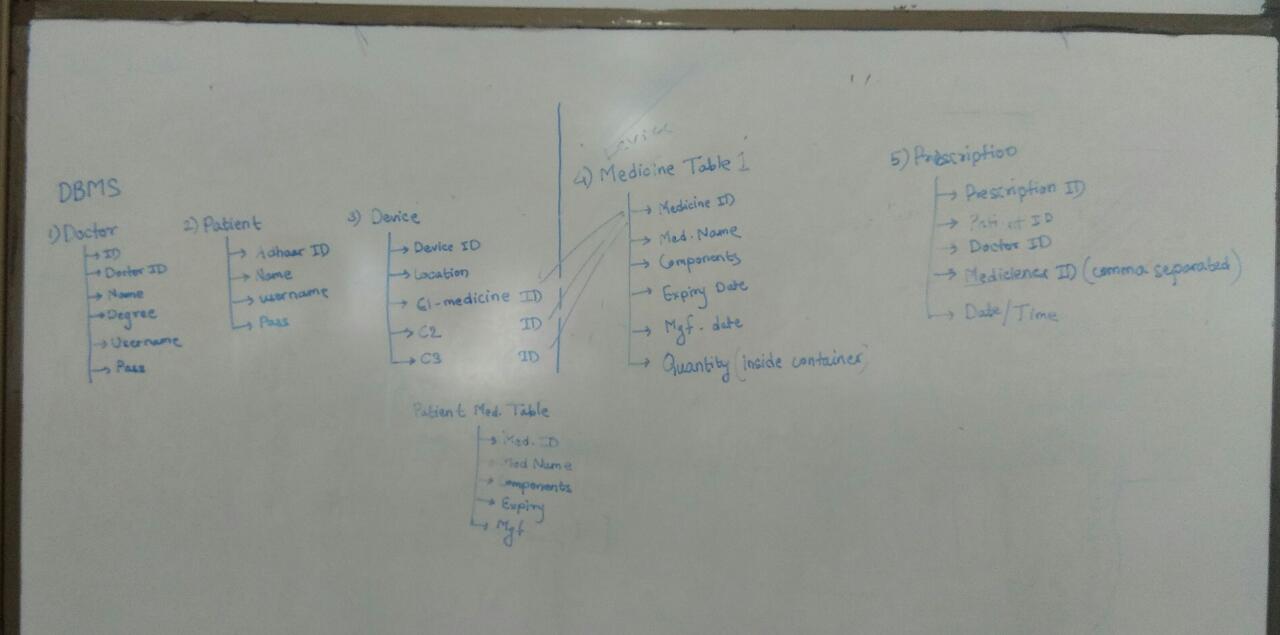 DBMS
1) Doctor
→ ID
→ Doctor ID
→ Name
→ Degree
→ Username
→ Pass
2) Patient
→ Adhaar ID
→ Name
→ username
→ Pass
3) Device
→ Device ID
→ Location
→ C1-medicine ID
→ C2 ID
→ C3 ID
Device
4) Medicine Table 1
→ Medicine ID
→ Med. Name
→ Components
→ Expiry Date
→ Mgf. date
→ Quantity (inside container)
5) Prescription
→ Prescription ID
→ Patient ID
→ Doctor ID
→ Medicienes ID (comma separated)
→ Date/Time
Patient Med. Table
→ Med. ID
→ Med Name
→ Components
→ Expiry
→ Mgf